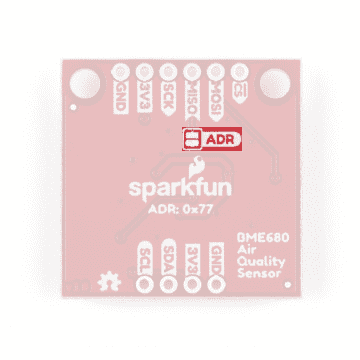 GND 3V3 SCK MISO MOSI CS
ADR
sparkfun
ADR: 0x77
SCL SDA 3V3 GND
BME680
Air
Quality
Sensor